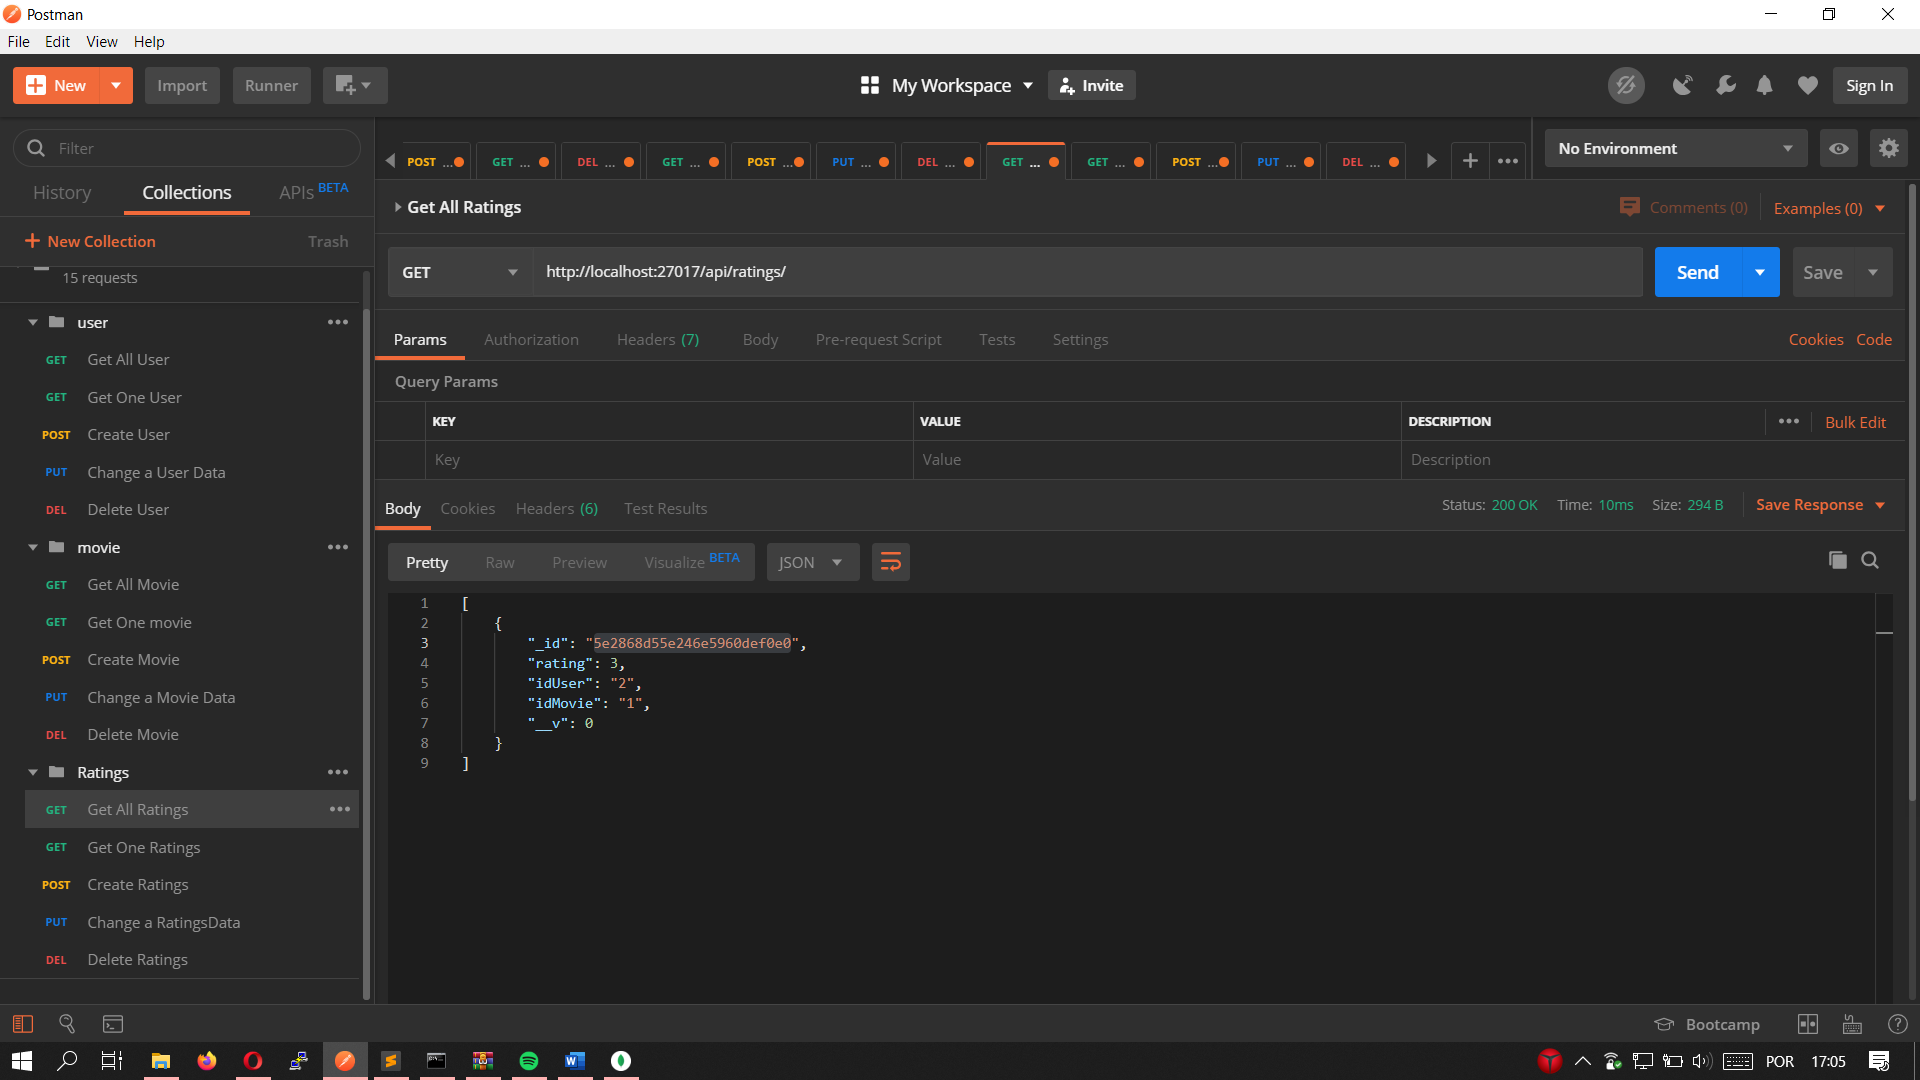 Postman
File Edit View Help
New Import Runner My Workspace Invite Sign In
Filter
History Collections APIs BETA
New Collection Trash
15 requests
user
GET Get All User
GET Get One User
POST Create User
PUT Change a User Data
DEL Delete User
movie
GET Get All Movie
GET Get One movie
POST Create Movie
PUT Change a Movie Data
DEL Delete Movie
Ratings
GET Get All Ratings
GET Get One Ratings
POST Create Ratings
PUT Change a RatingsData
DEL Delete Ratings
POST ... GET ... DEL ... GET ... POST ... PUT ... DEL ... GET ... GET ... POST ... PUT ... DEL ...
No Environment
Get All Ratings
Comments (0) Examples (0)
GET http://localhost:27017/api/ratings/ Send Save
Params Authorization Headers (7) Body Pre-request Script Tests Settings Cookies Code
Query Params
KEY VALUE DESCRIPTION Bulk Edit
Key Value Description
Body Cookies Headers (6) Test Results Status: 200 OK Time: 10ms Size: 294 B Save Response
Pretty Raw Preview Visualize BETA JSON
1 [
2 {
3 "_id": "5e2868d55e246e5960def0e0",
4 "rating": 3,
5 "idUser": "2",
6 "idMovie": "1",
7 "__v": 0
8 }
9 ]
Bootcamp
POR 17:05